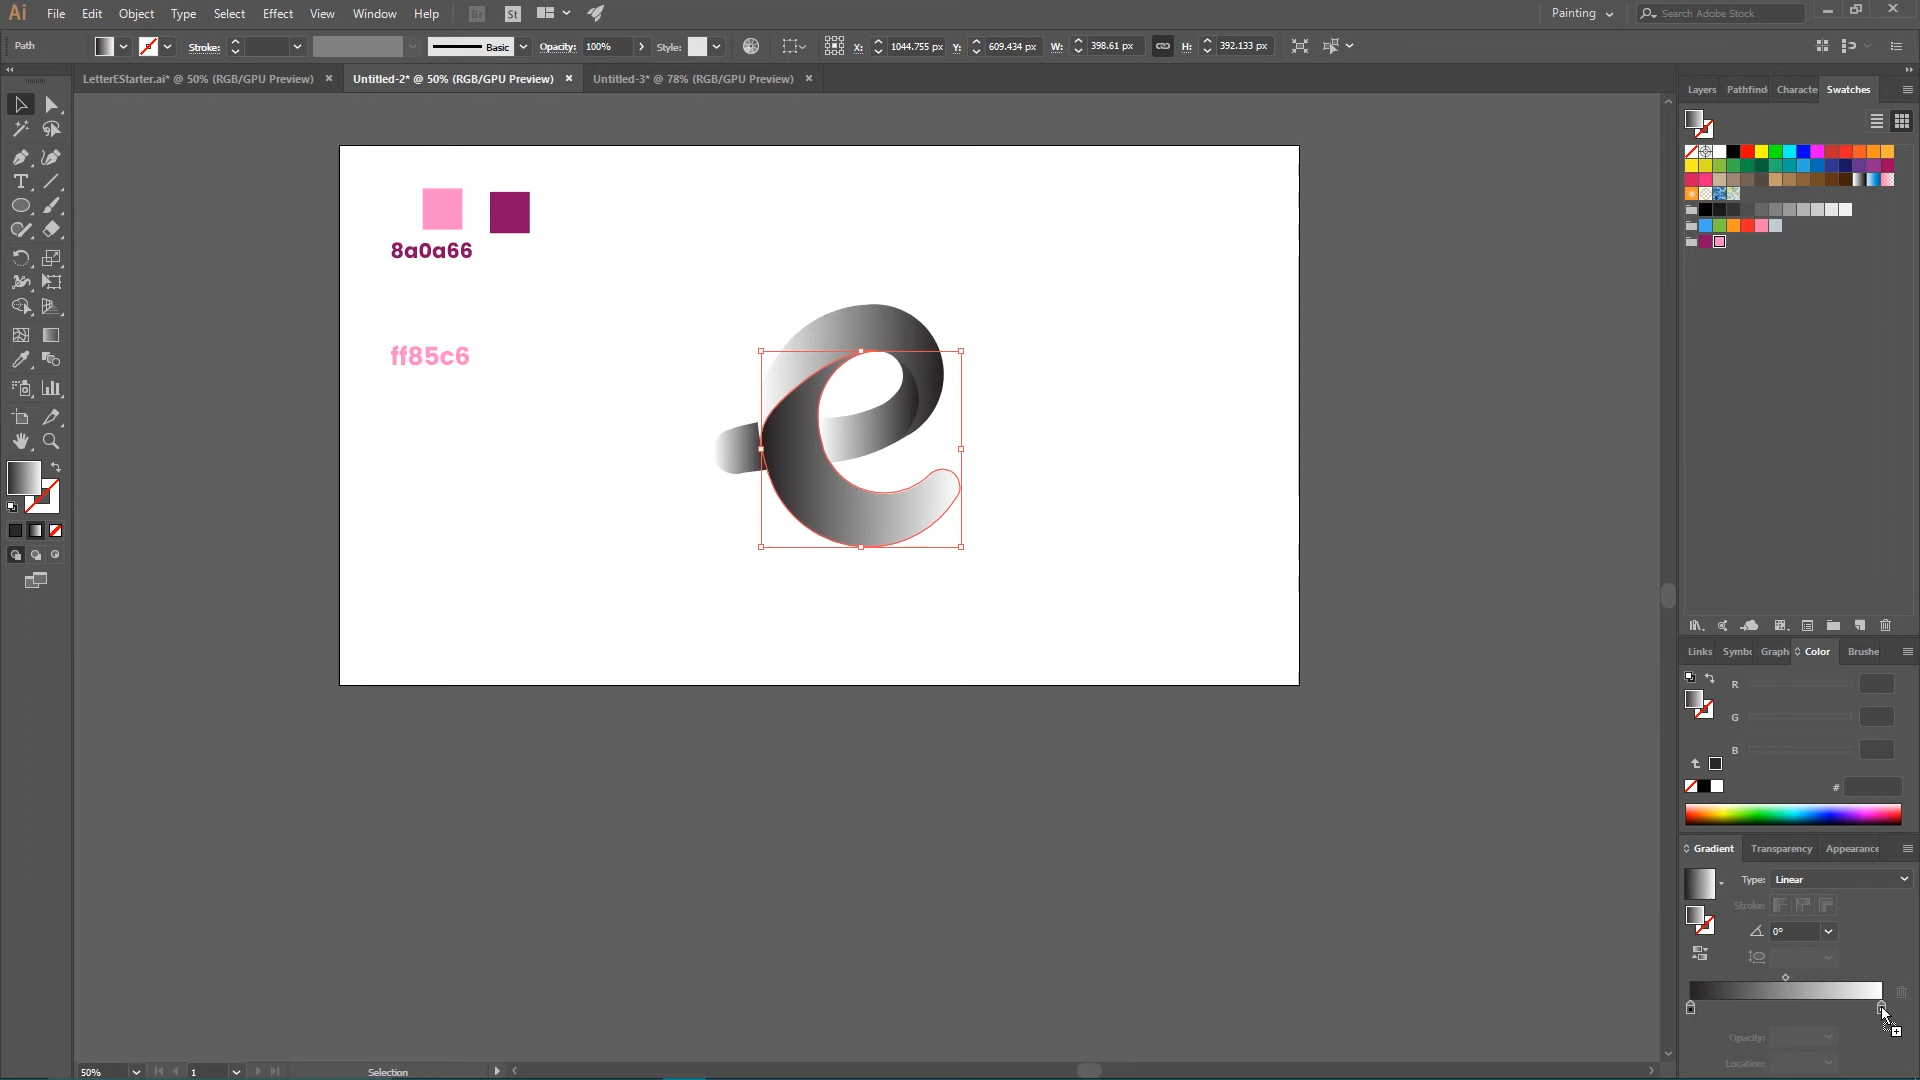 Ai File Edit Object Type Select Effect View Window Help Br St Painting Search Adobe Stock
Path Stroke: Basic Opacity: 100% Style: X: 1044.755 px Y: 609.434 px W: 398.61 px H: 392.133 px
LetterEStarter.ai* @ 50% (RGB/GPU Preview) × Untitled-2* @ 50% (RGB/GPU Preview) × Untitled-3* @ 78% (RGB/GPU Preview) ×
Layers Pathfind Characte Swatches
8a0a66
ff85c6
e
Links Symbo Graph Color Brushe
R
G
B
#
Gradient Transparency Appearance
Type: Linear
Stroke:
0°
Opacity:
Location:
50% 1 Selection